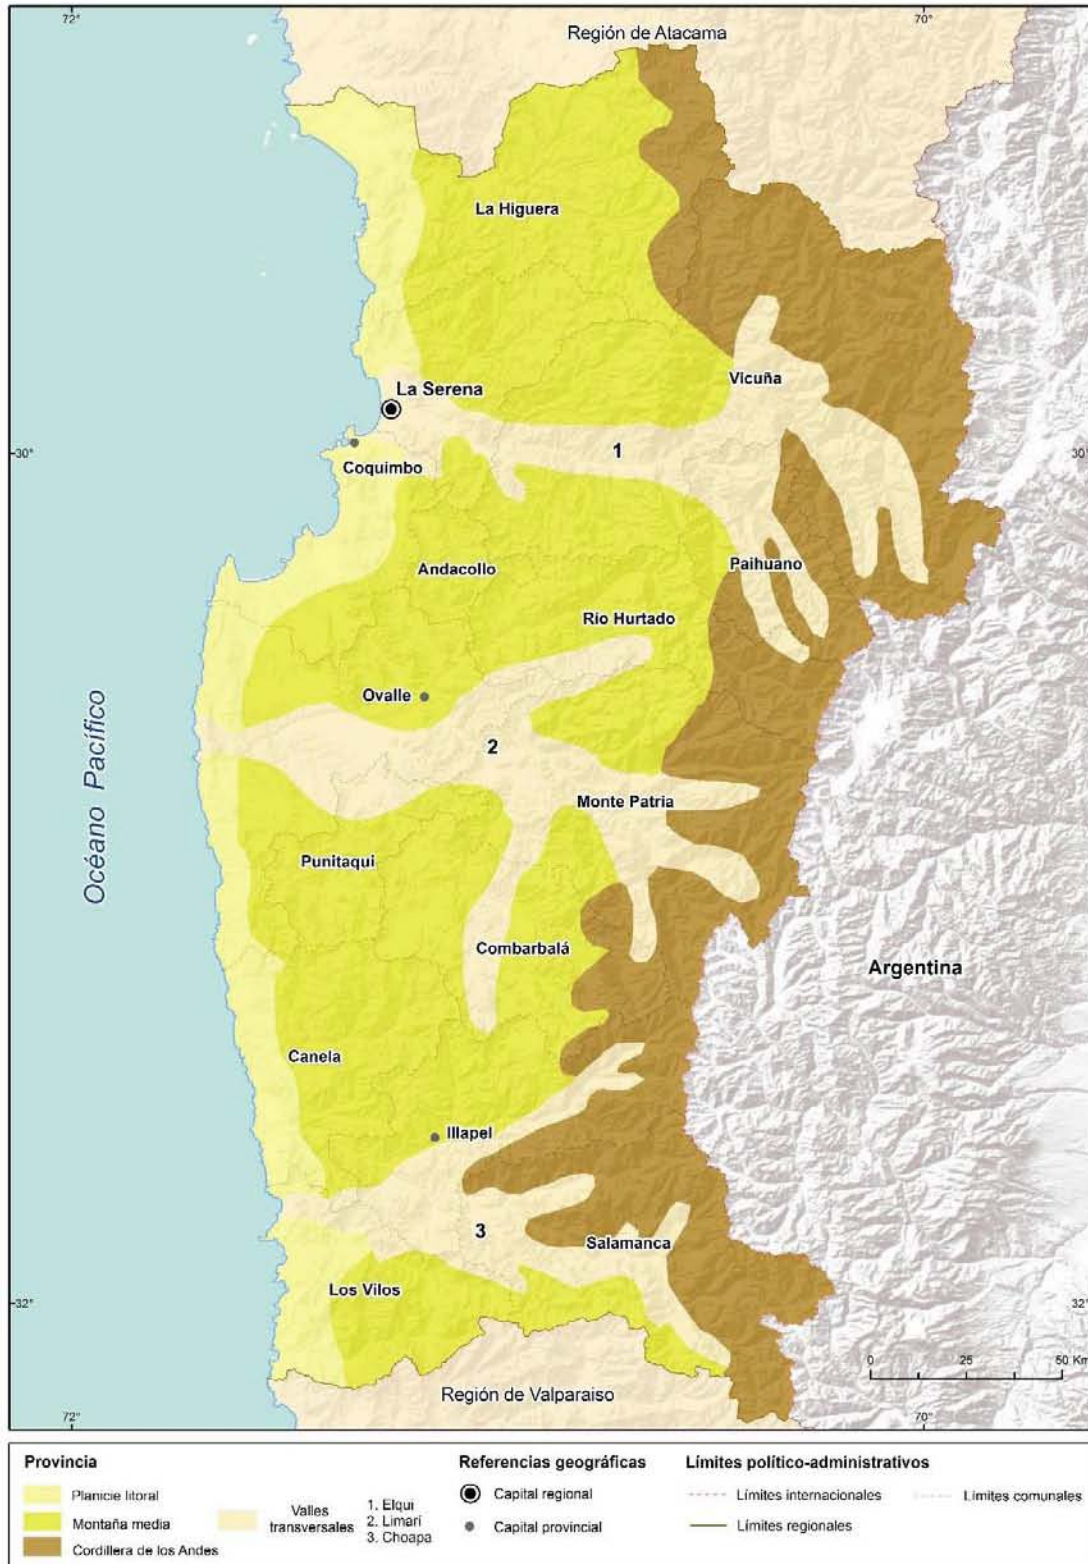 72°
70°
Región de Atacama
La Higuera
Vicuña
La Serena
30°
1
30°
Coquimbo
Andacollo
Paihuano
Río Hurtado
Ovalle
2
Océano Pacífico
Monte Patria
Punitaqui
Combarbalá
Argentina
Canela
Illapel
3
Salamanca
Los Vilos
32°
32°
0 25 50 Km
Región de Valparaiso
72°
70°
Provincia
Planicie litoral
Montaña media
Cordillera de los Andes
Valles
transversales
1. Elqui
2. Limarí
3. Choapa
Referencias geográficas
Capital regional
Capital provincial
Límites político-administrativos
Límites internacionales
Límites comunales
Límites regionales